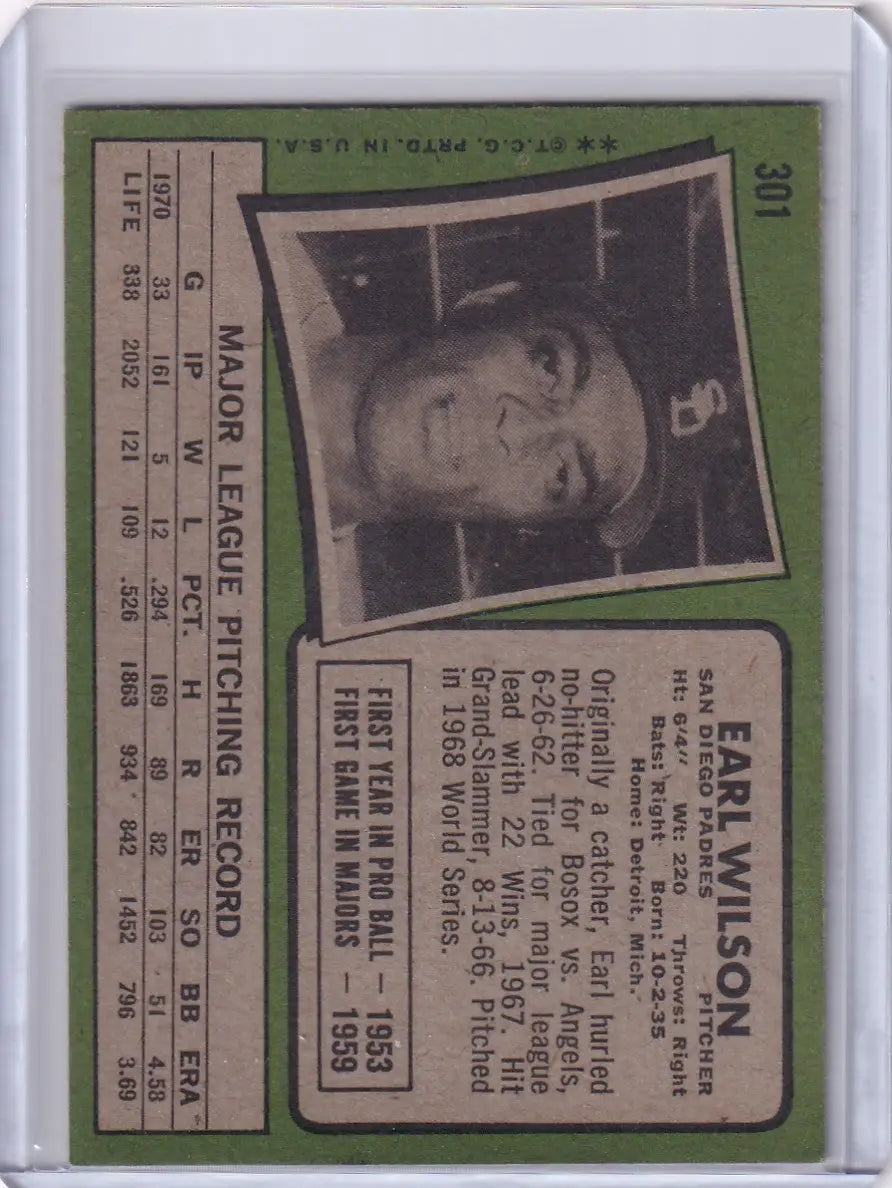 301
**©T.C.G. PRTD. IN U.S.A.
SD
EARL WILSON
SAN DIEGO PADRES PITCHER
Ht: 6'4" Wt: 220 Throws: Right
Bats: Right Born: 10-2-35
Home: Detroit, Mich.
Originally a catcher, Earl hurled
no-hitter for Bosox vs. Angels,
6-26-62. Tied for major league
lead with 22 Wins, 1967. Hit
Grand-Slammer, 8-13-66. Pitched
in 1968 World Series.
FIRST YEAR IN PRO BALL — 1953
FIRST GAME IN MAJORS — 1959
MAJOR LEAGUE PITCHING RECORD
G IP W L PCT. H R ER SO BB ERA
1970 33 161 5 12 .294 169 89 82 103 51 4.58
LIFE 338 2052 121 109 .526 1863 934 842 1452 796 3.69